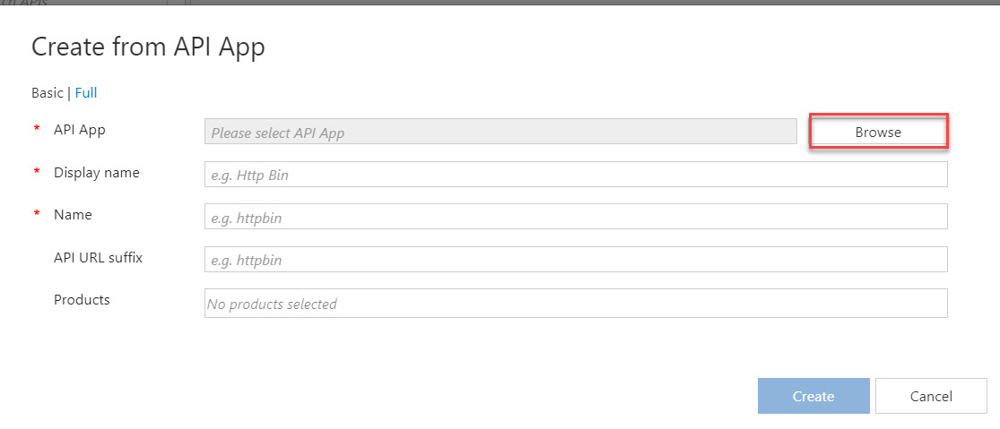 Create from API App
Basic | Full
* API App Please select API App Browse
* Display name e.g. Http Bin
* Name e.g. httpbin
API URL suffix e.g. httpbin
Products No products selected
Create Cancel